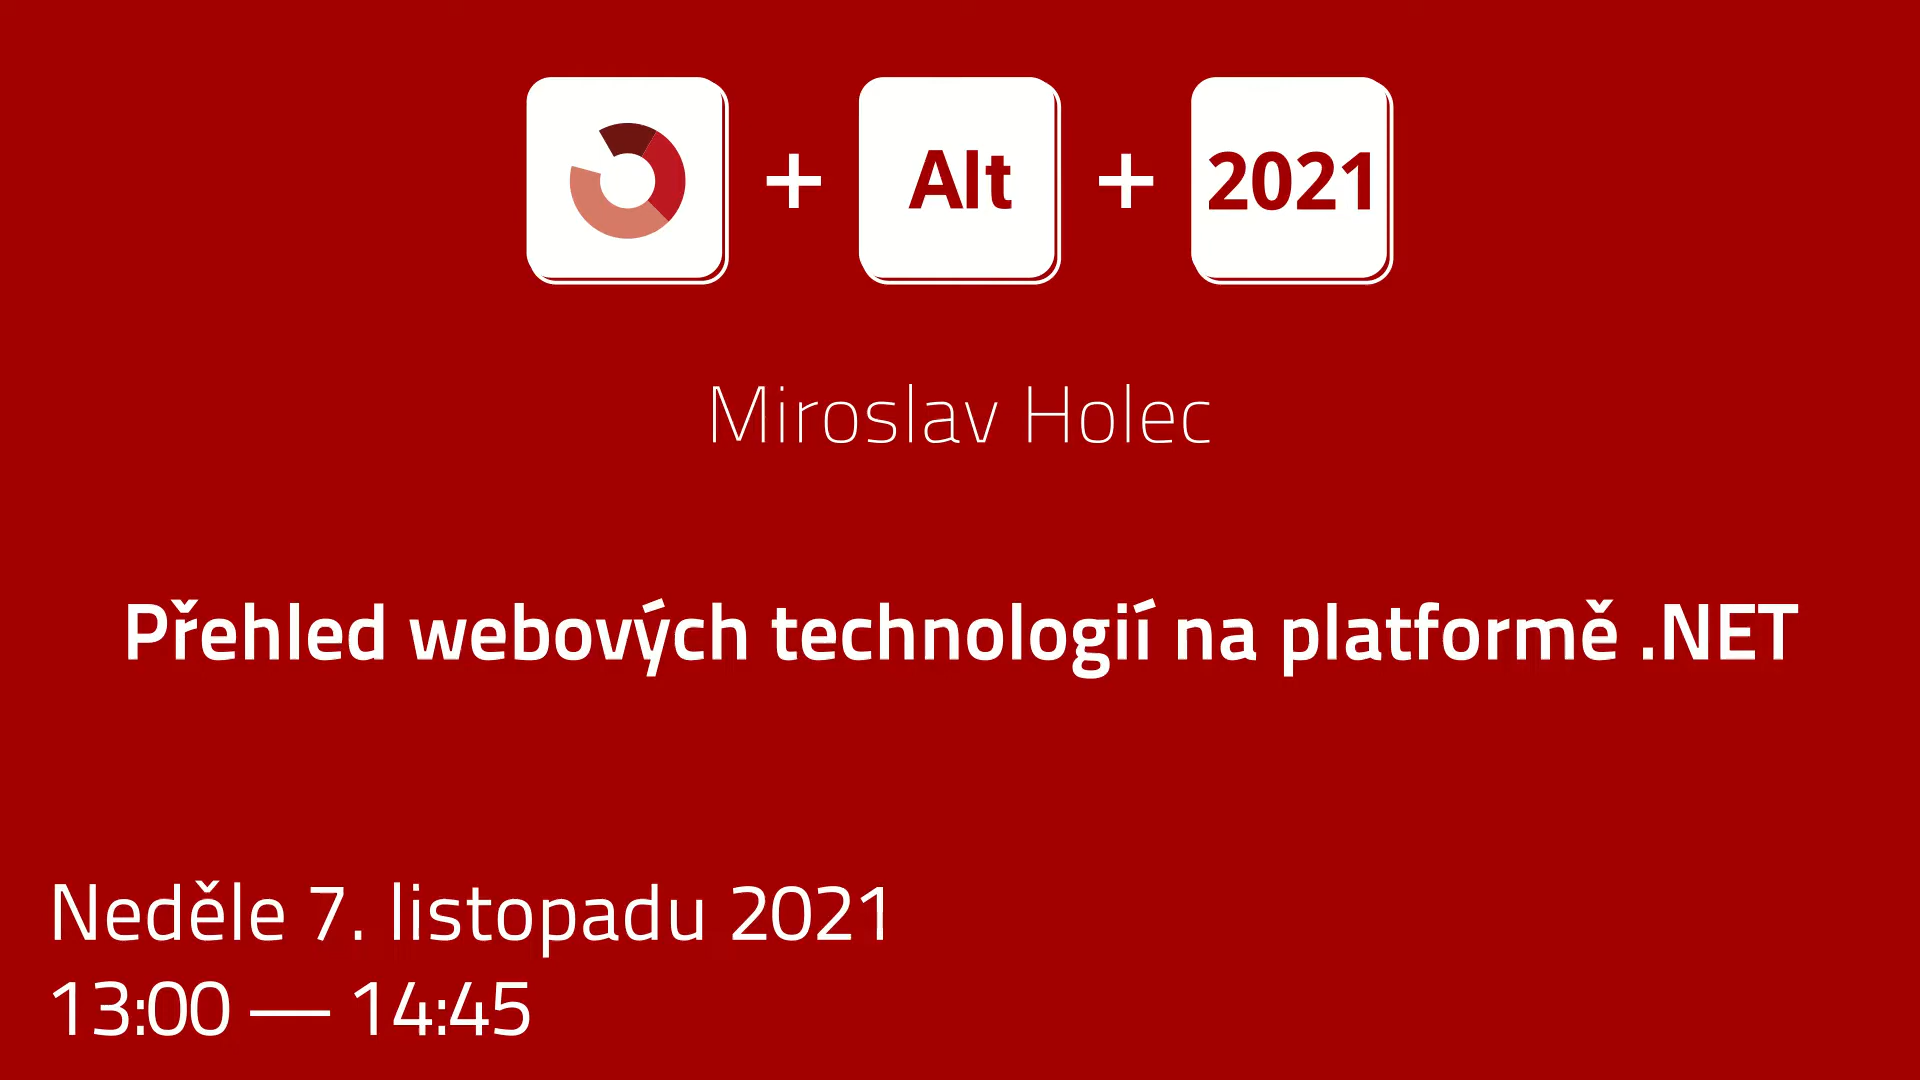 + Alt + 2021
Miroslav Holec
Přehled webových technologií na platformě .NET
Neděle 7. listopadu 2021
13:00 — 14:45